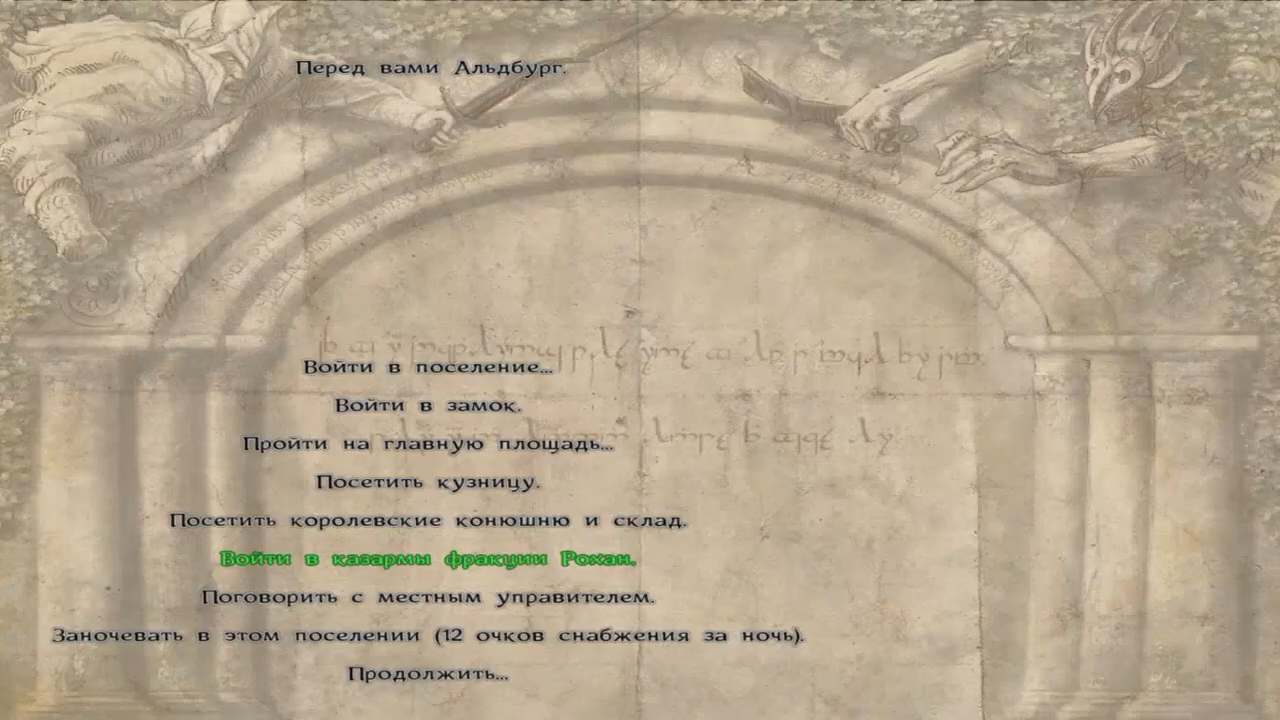 Перед вами Альдбург.
Войти в поселение...
Войти в замок.
Пройти на главную площадь...
Посетить кузницу.
Посетить королевские конюшню и склад.
Войти в казармы фракции Рохан.
Поговорить с местным управителем.
Заночевать в этом поселении (12 очков снабжения за ночь).
Продолжить...